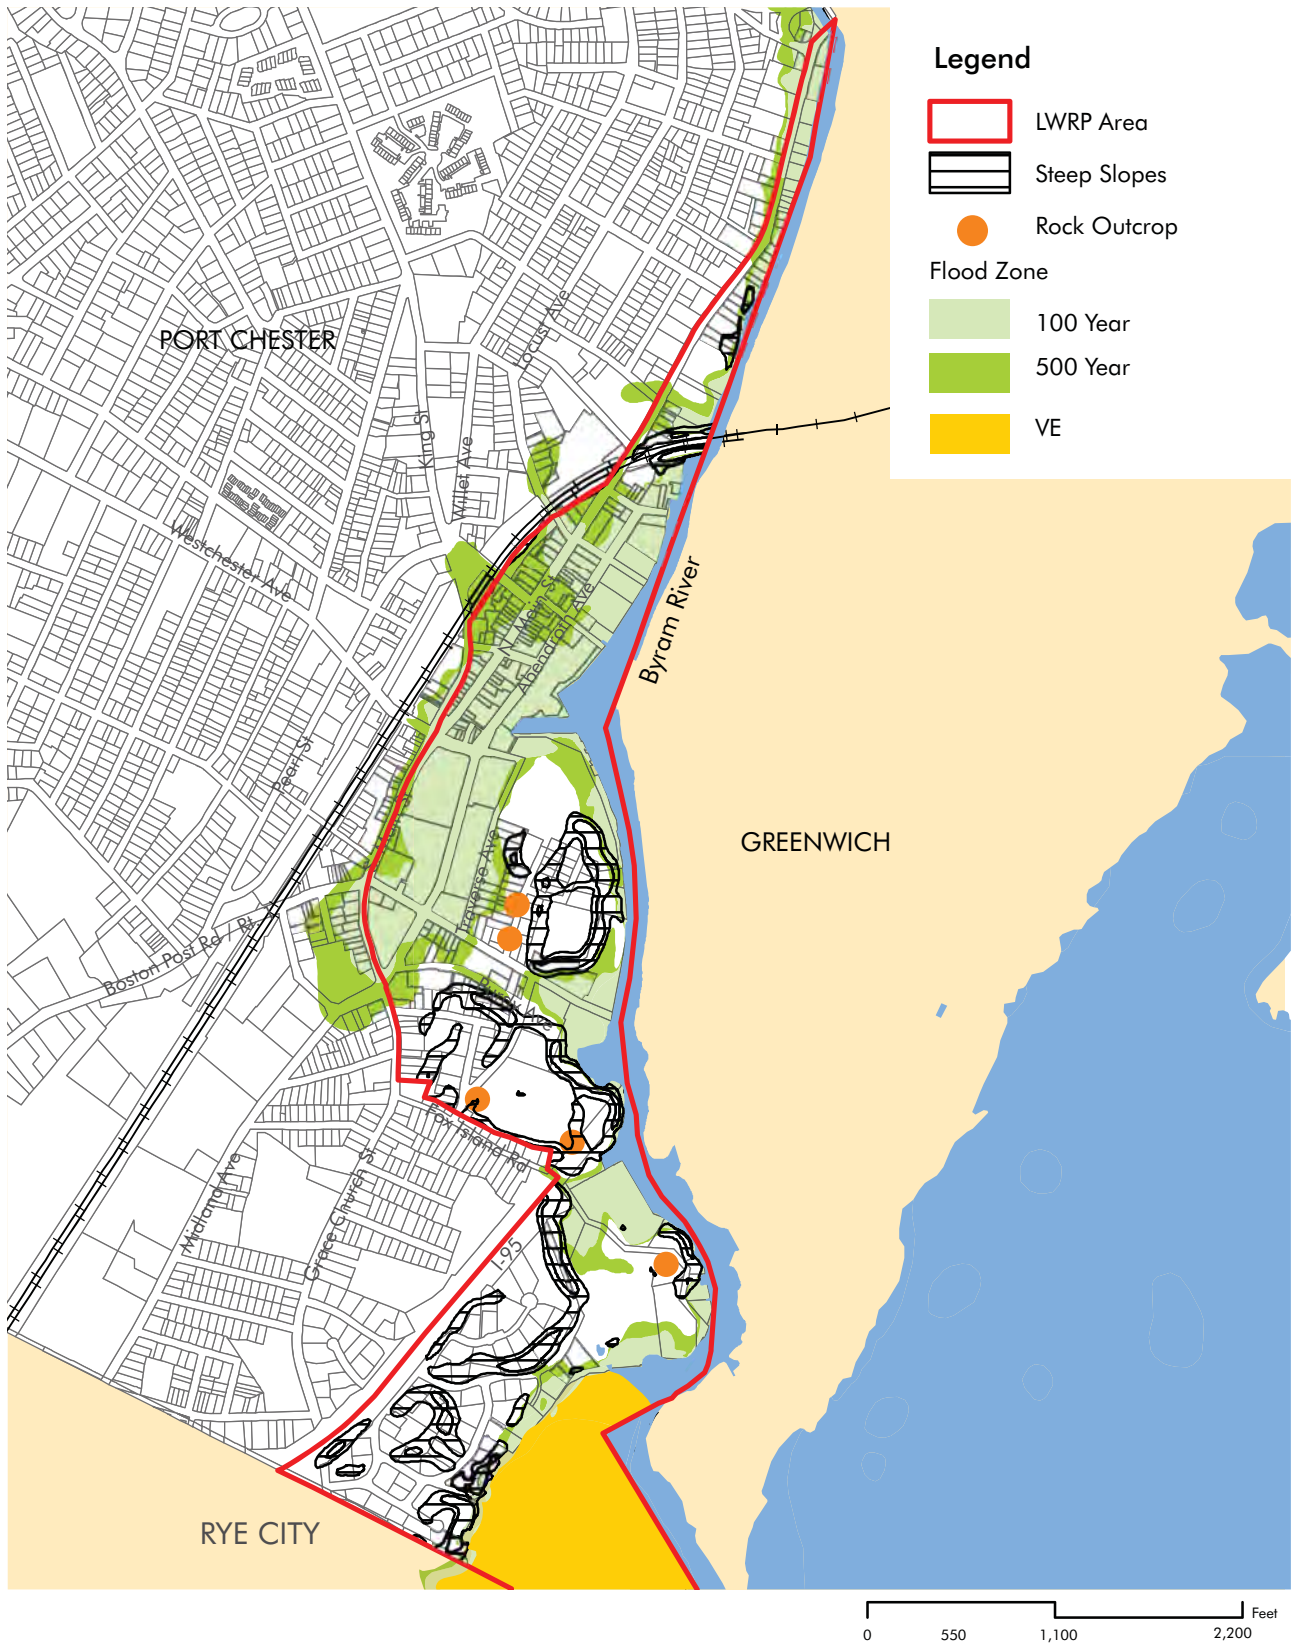 Legend
LWRP Area
Steep Slopes
Rock Outcrop
Flood Zone
100 Year
500 Year
VE
PORT CHESTER
Locust Ave
King St
Willet Ave
Westchester Ave
N. Main St
Abendroth Ave
Byram River
Pearl St
Main St
Traverse Ave
GREENWICH
Boston Post Rd / Rt.
Ave
Fox Island Rd
Midland Ave
Grace Church St
I-95
RYE CITY
Feet
0
550
1,100
2,200